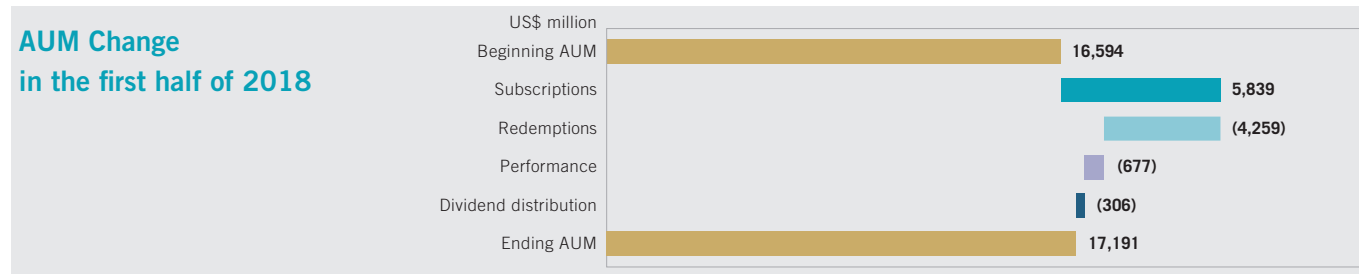 AUM Change
in the first half of 2018
US$ million
Beginning AUM 16,594
Subscriptions 5,839
Redemptions (4,259)
Performance (677)
Dividend distribution (306)
Ending AUM 17,191